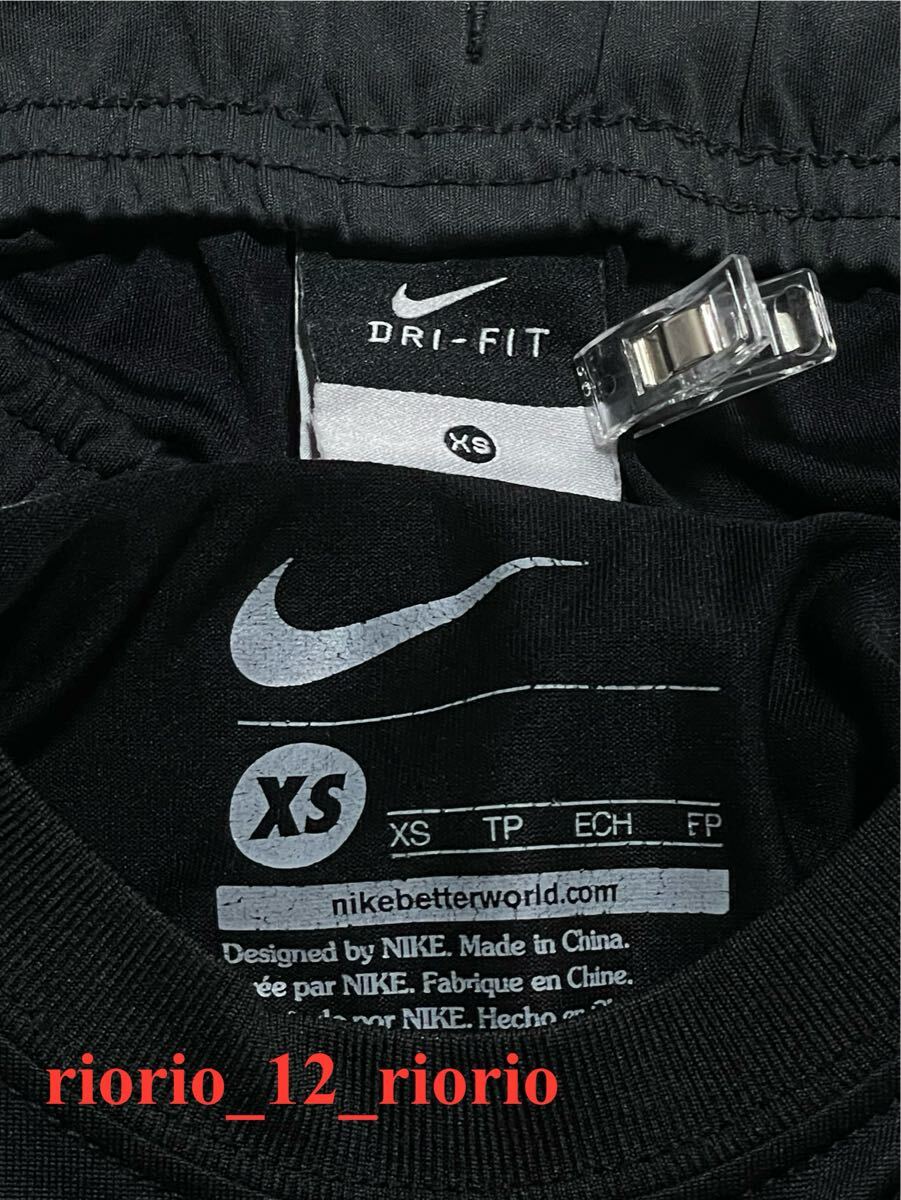 DRI-FIT
XS
XS
XS TP ECH FP
nikebetterworld.com
Designed by NIKE. Made in China.
par NIKE. Fabrique en Chine.
por NIKE. Hecho
riorio_12_riorio